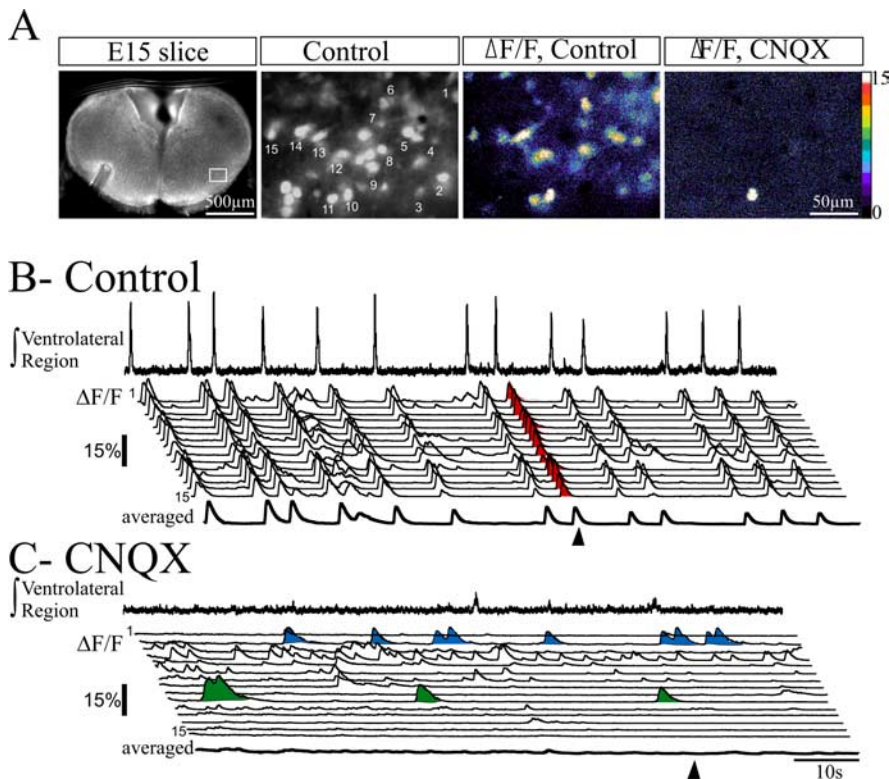 A
E15 slice
Control
ΔF/F, Control
ΔF/F, CNQX
500µm
1
6
7
15
14
13
5
4
12
8
9
2
11
10
3
50µm
15
0
B- Control
∫Ventrolateral
Region
ΔF/F
1
15%
15
averaged
C- CNQX
∫Ventrolateral
Region
ΔF/F
1
15%
15
averaged
10s